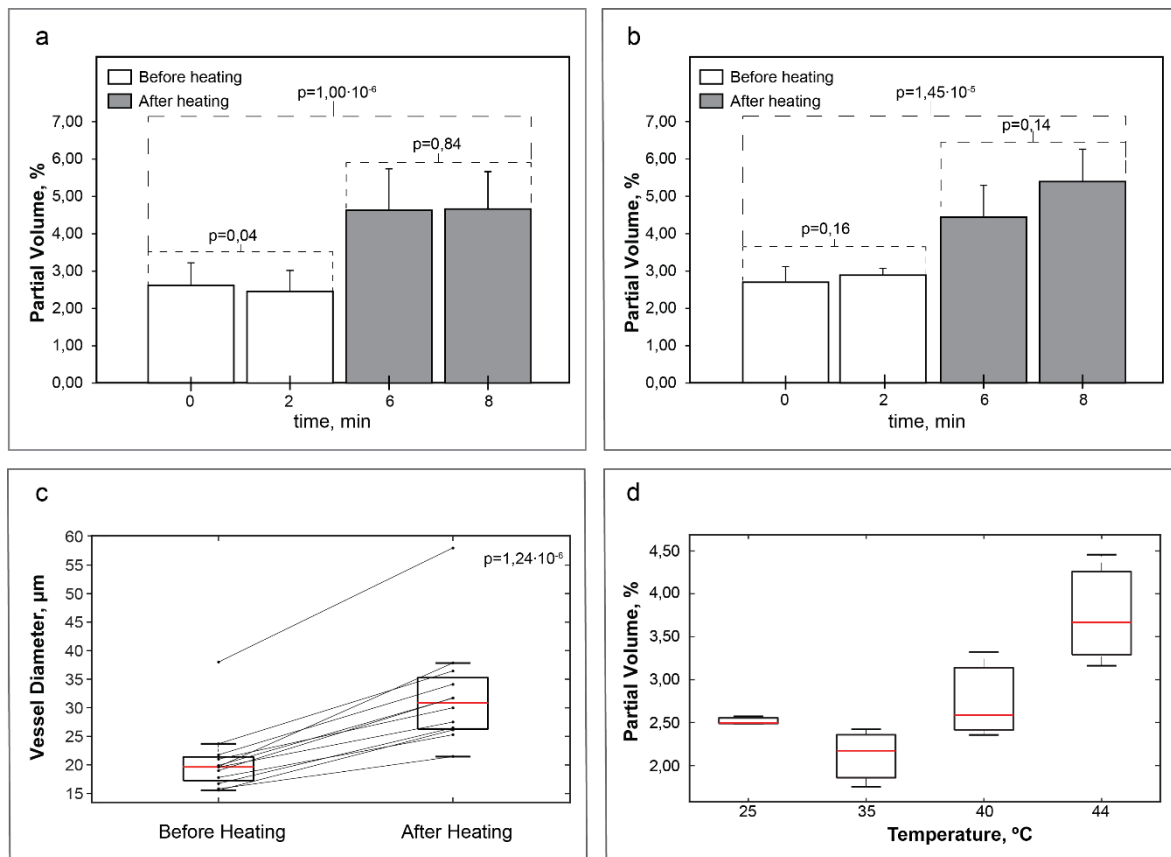 a
Before heating
After heating
p=1,00·10⁻⁶
p=0,84
p=0,04
7,00
6,00
5,00
4,00
3,00
2,00
1,00
0,00
Partial Volume, %
0 2 6 8
time, min
b
Before heating
After heating
p=1,45·10⁻⁵
p=0,14
p=0,16
7,00
6,00
5,00
4,00
3,00
2,00
1,00
0,00
Partial Volume, %
0 2 6 8
time, min
c
60
55
50
45
40
35
30
25
20
15
Vessel Diameter, µm
p=1,24·10⁻⁶
Before Heating After Heating
d
4,50
4,00
3,50
3,00
2,50
2,00
Partial Volume, %
25 35 40 44
Temperature, ºC